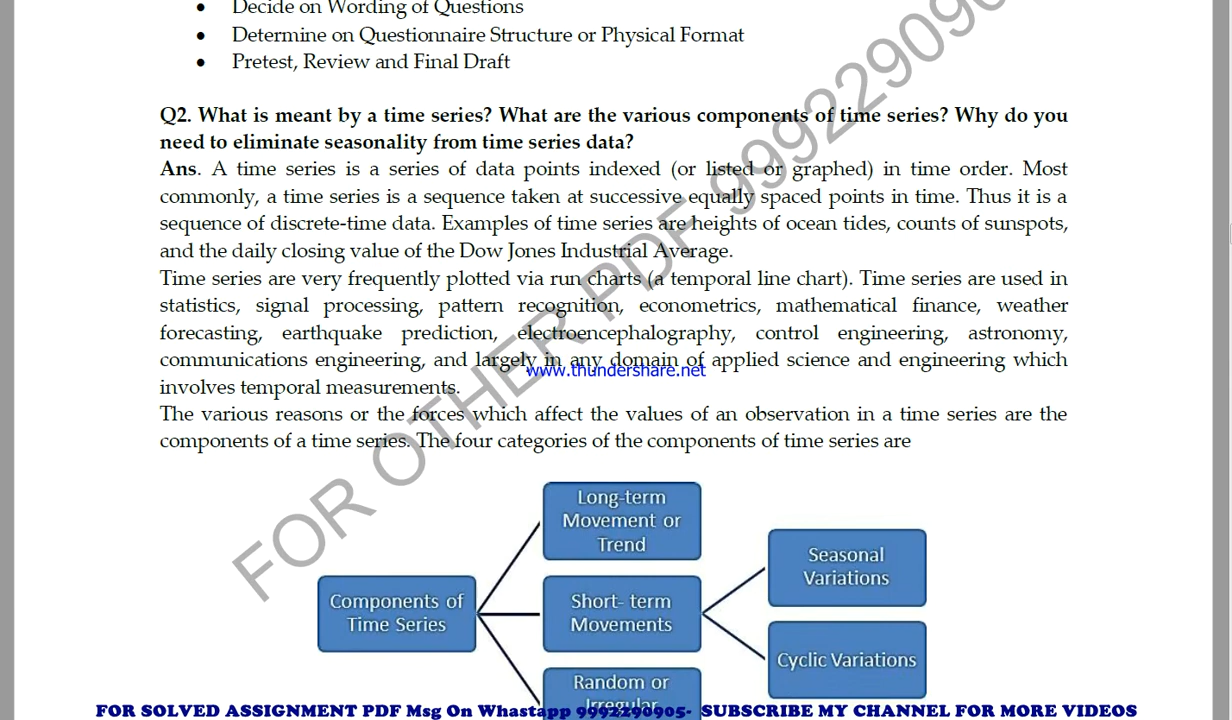 Decide on Wording of Questions
Determine on Questionnaire Structure or Physical Format
Pretest, Review and Final Draft
Q2. What is meant by a time series? What are the various components of time series? Why do you
need to eliminate seasonality from time series data?
Ans. A time series is a series of data points indexed (or listed or graphed) in time order. Most
commonly, a time series is a sequence taken at successive equally spaced points in time. Thus it is a
sequence of discrete-time data. Examples of time series are heights of ocean tides, counts of sunspots,
and the daily closing value of the Dow Jones Industrial Average.
Time series are very frequently plotted via run charts (a temporal line chart). Time series are used in
statistics, signal processing, pattern recognition, econometrics, mathematical finance, weather
forecasting, earthquake prediction, electroencephalography, control engineering, astronomy,
communications engineering, and largely in any domain of applied science and engineering which
www.thundershare.net
involves temporal measurements.
The various reasons or the forces which affect the values of an observation in a time series are the
components of a time series. The four categories of the components of time series are
FOR OTHER PDF 999229090
Long-term
Movement or
Trend
Seasonal
Variations
Components of
Time Series
Short- term
Movements
Cyclic Variations
Random or
Irregular
FOR SOLVED ASSIGNMENT PDF Msg On Whastapp 9992290905- SUBSCRIBE MY CHANNEL FOR MORE VIDEOS